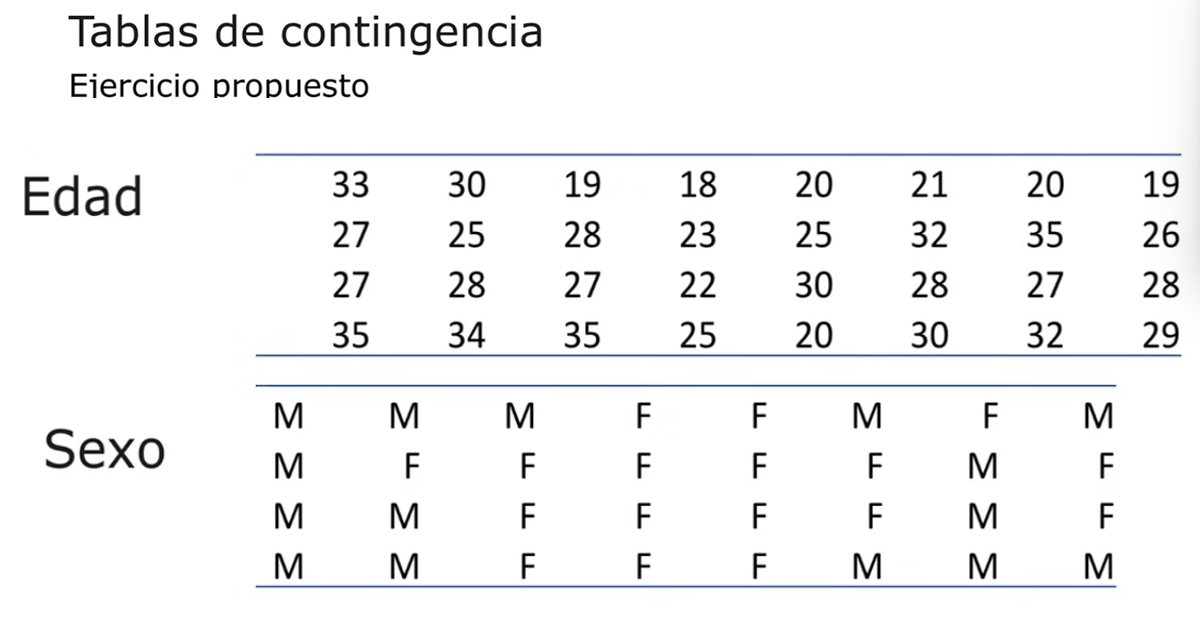 Tablas de contingencia
Ejercicio propuesto
Edad
33 30 19 18 20 21 20 19
27 25 28 23 25 32 35 26
27 28 27 22 30 28 27 28
35 34 35 25 20 30 32 29
Sexo
M M M F F M F M
M F F F F F M F
M M F F F F M F
M M F F F M M M